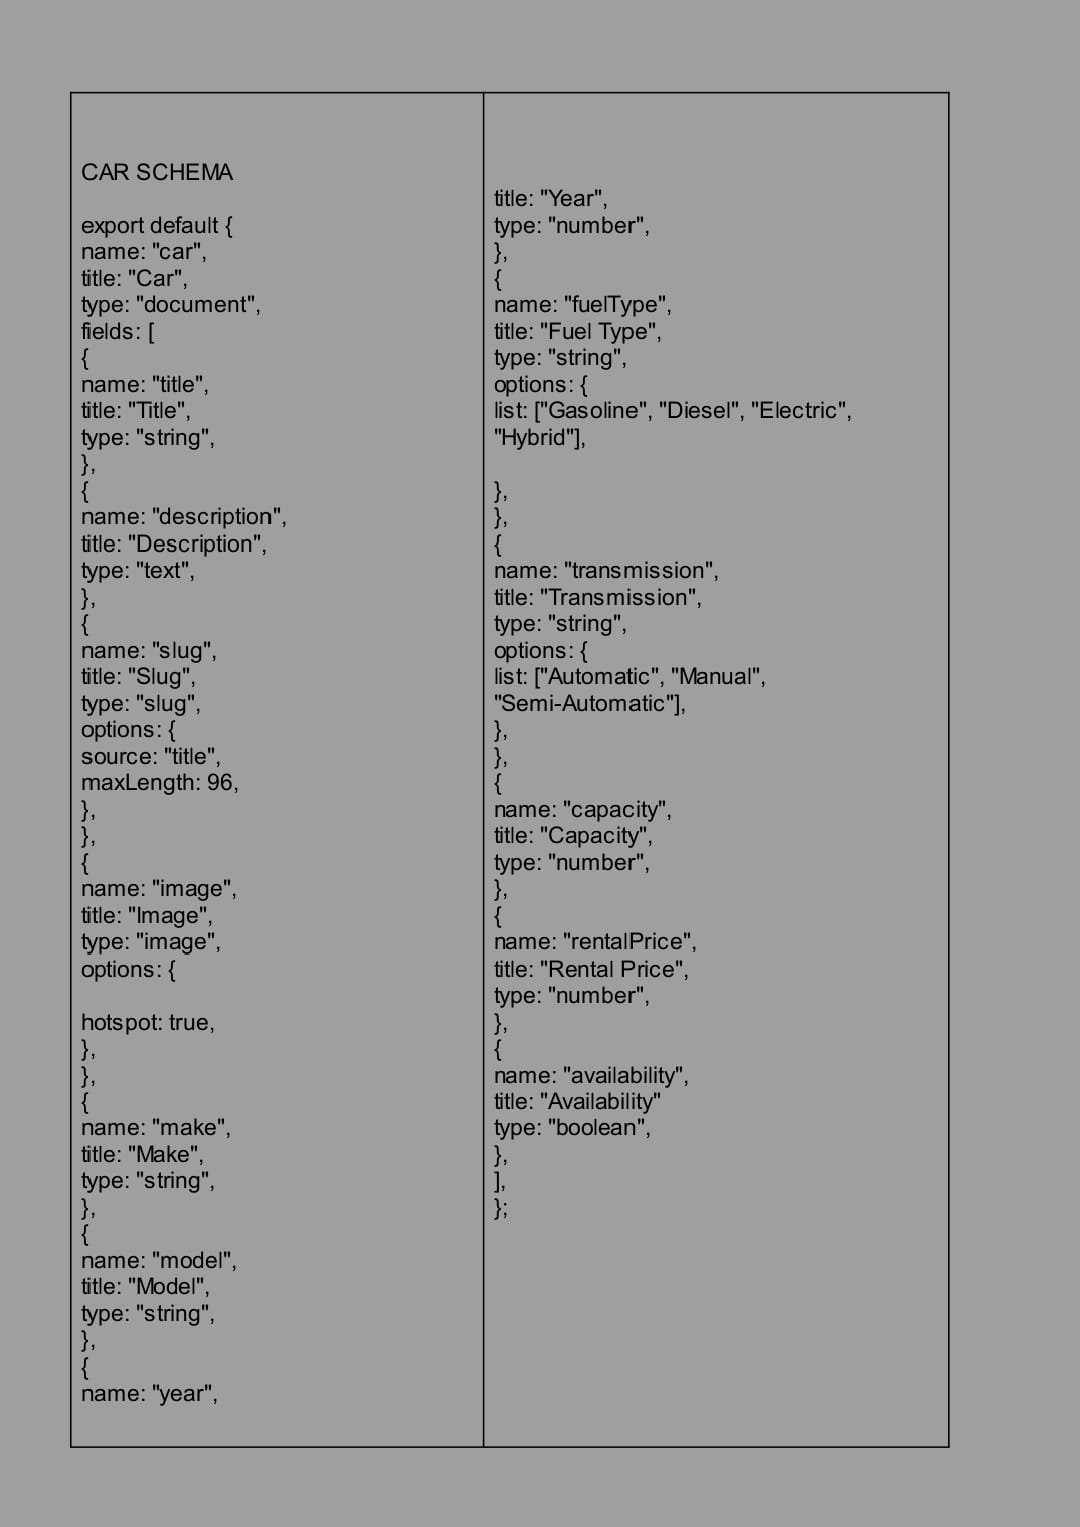 CAR SCHEMA
export default {
name: "car",
title: "Car",
type: "document",
fields: [
{
name: "title",
title: "Title",
type: "string",
},
{
name: "description",
title: "Description",
type: "text",
},
{
name: "slug",
title: "Slug",
type: "slug",
options: {
source: "title",
maxLength: 96,
},
},
{
name: "image",
title: "Image",
type: "image",
options: {
hotspot: true,
},
},
{
name: "make",
title: "Make",
type: "string",
},
{
name: "model",
title: "Model",
type: "string",
},
{
name: "year",
title: "Year",
type: "number",
},
{
name: "fuelType",
title: "Fuel Type",
type: "string",
options: {
list: ["Gasoline", "Diesel", "Electric",
"Hybrid"],
},
},
{
name: "transmission",
title: "Transmission",
type: "string",
options: {
list: ["Automatic", "Manual",
"Semi-Automatic"],
},
},
{
name: "capacity",
title: "Capacity",
type: "number",
},
{
name: "rentalPrice",
title: "Rental Price",
type: "number",
},
{
name: "availability",
title: "Availability"
type: "boolean",
},
],
};